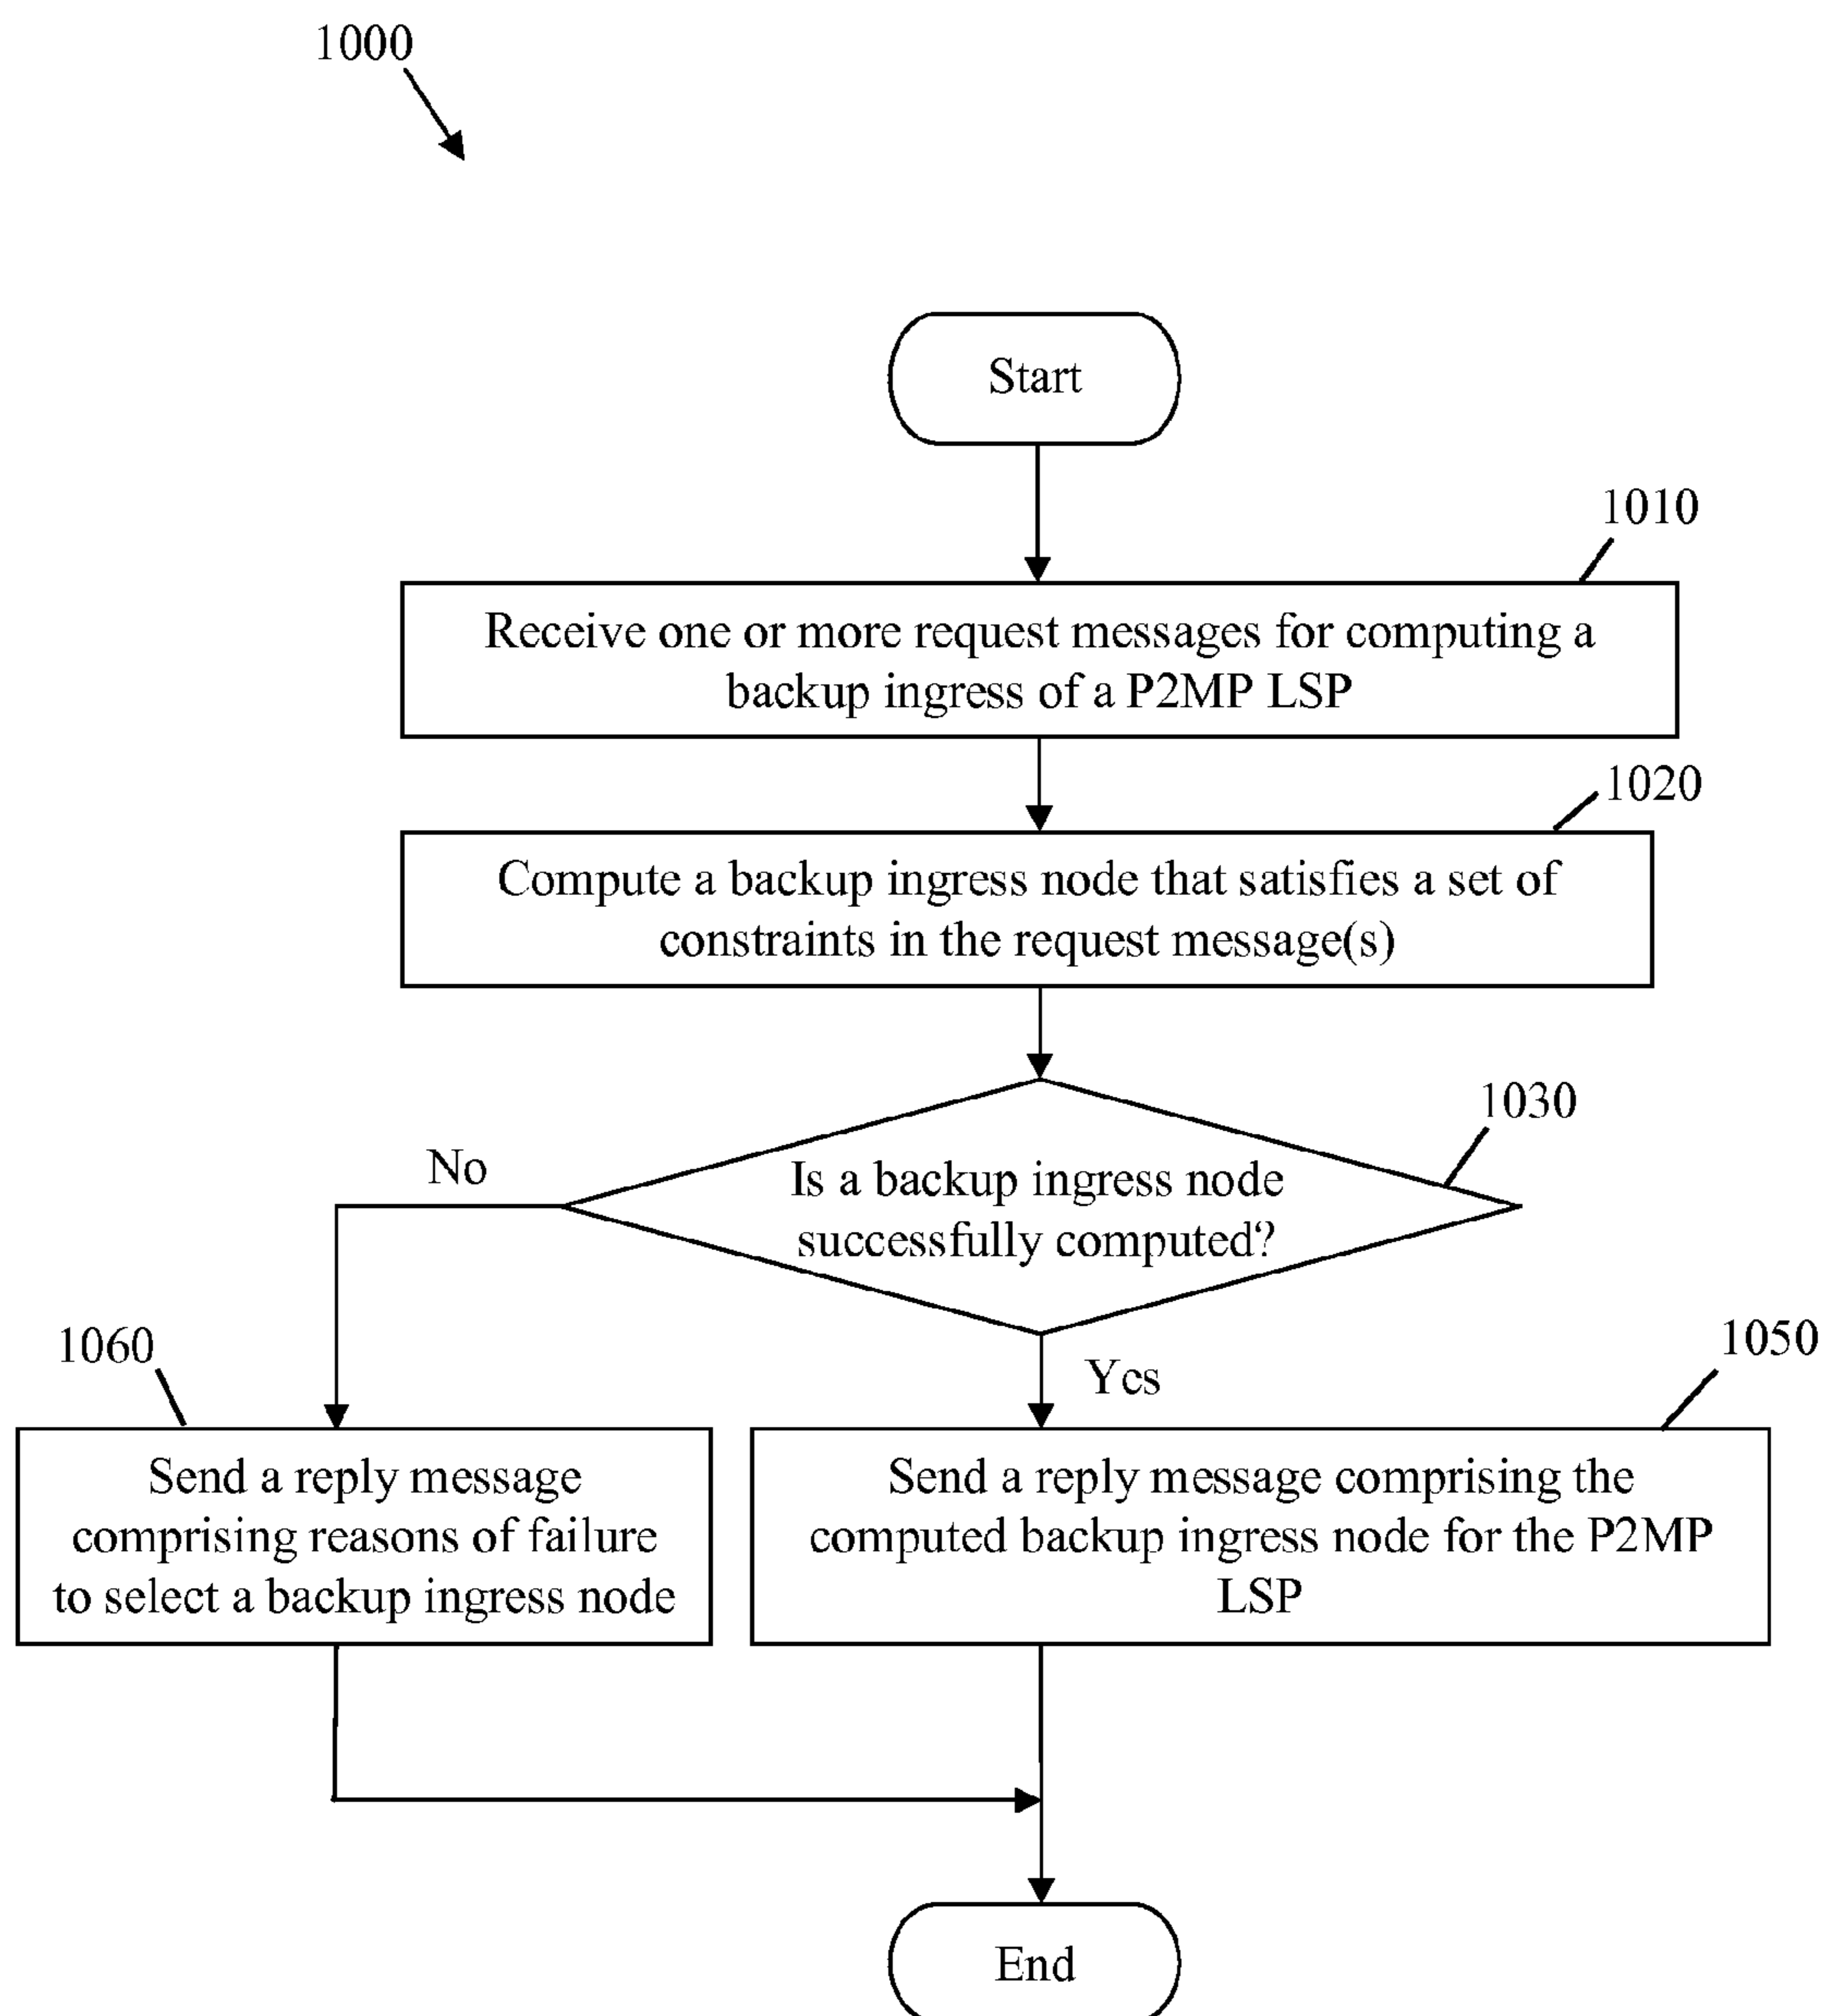 1000
Start
1010
Receive one or more request messages for computing a
backup ingress of a P2MP LSP
1020
Compute a backup ingress node that satisfies a set of
constraints in the request message(s)
1030
No
Is a backup ingress node
successfully computed?
1060
Yes
1050
Send a reply message
comprising reasons of failure
to select a backup ingress node
Send a reply message comprising the
computed backup ingress node for the P2MP
LSP
End